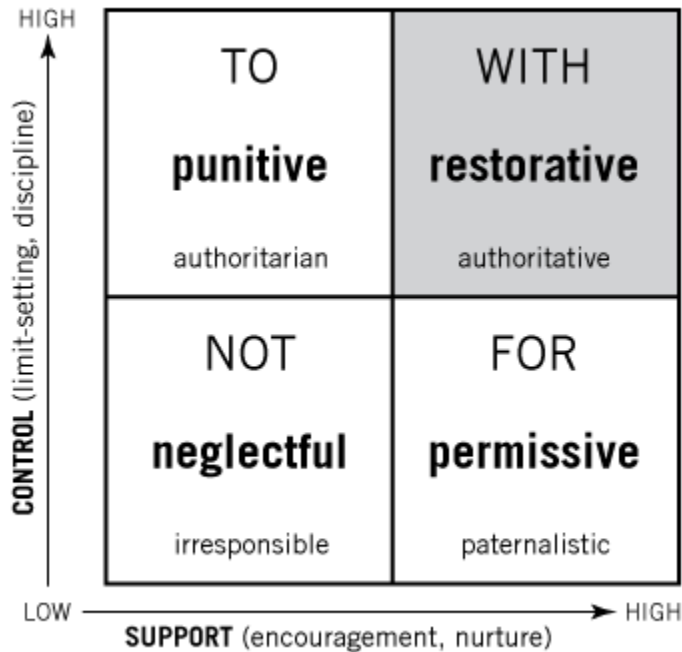 HIGH
TO
WITH
punitive
restorative
authoritarian
authoritative
NOT
FOR
neglectful
permissive
irresponsible
paternalistic
CONTROL (limit-setting, discipline)
LOW
HIGH
SUPPORT (encouragement, nurture)